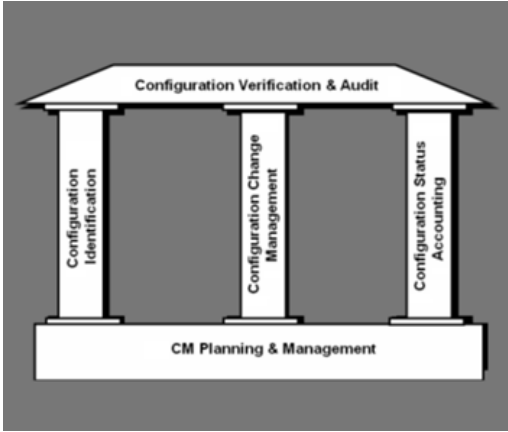 Configuration Verification & Audit
Configuration
Identification
Configuration Change
Management
Configuration Status
Accounting
CM Planning & Management